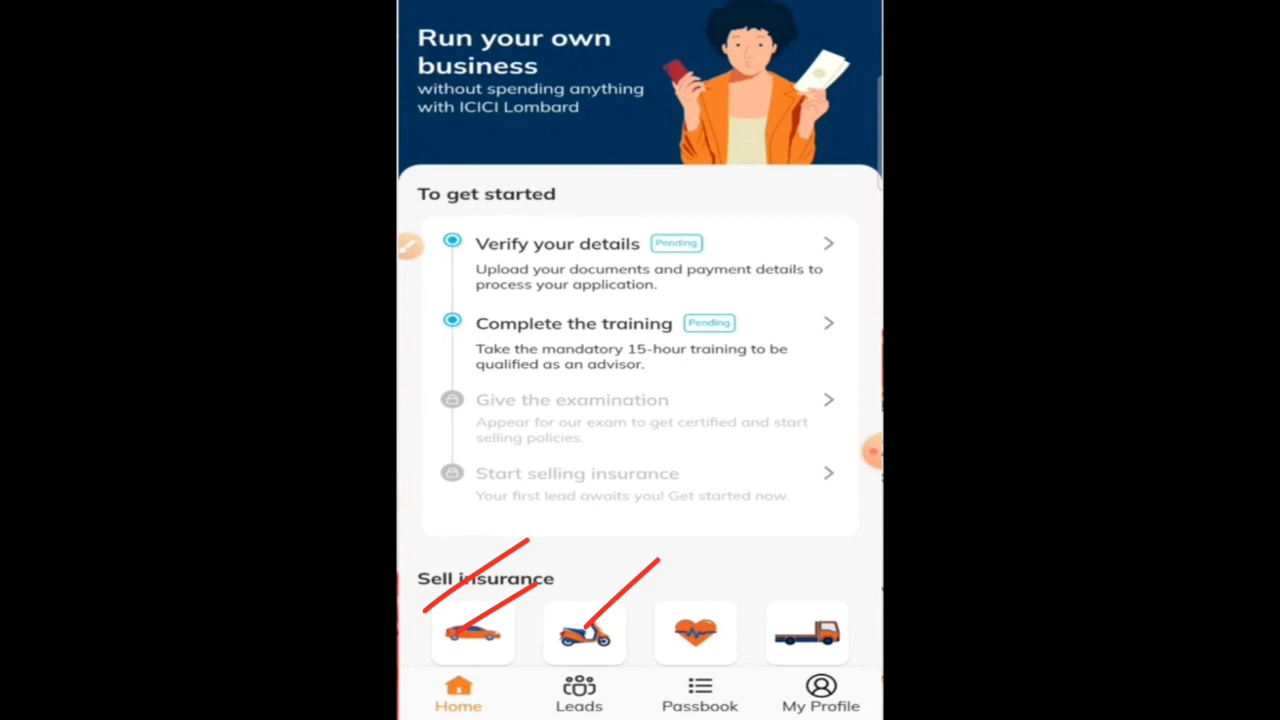 Run your own
business
without spending anything
with ICICI Lombard
To get started
Verify your details Pending
Upload your documents and payment details to
process your application.
Complete the training Pending
Take the mandatory 15-hour training to be
qualified as an advisor.
Give the examination
Appear for our exam to get certified and start
selling policies.
Start selling insurance
Your first lead awaits you! Get started now.
Sell insurance
Home Leads Passbook My Profile